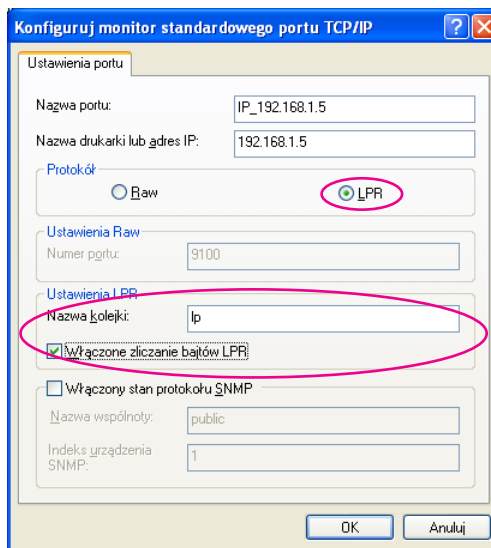 Konfiguruj monitor standardowego portu TCP/IP
Ustawienia portu
Nazwa portu: IP_192.168.1.5
Nazwa drukarki lub adres IP: 192.168.1.5
Protokół
Raw LPR
Ustawienia Raw
Numer portu: 9100
Ustawienia LPR
Nazwa kolejki: lp
Włączone zliczanie bajtów LPR
Włączony stan protokołu SNMP
Nazwa wspólnoty: public
Indeks urządzenia 1
SNMP:
OK Anuluj